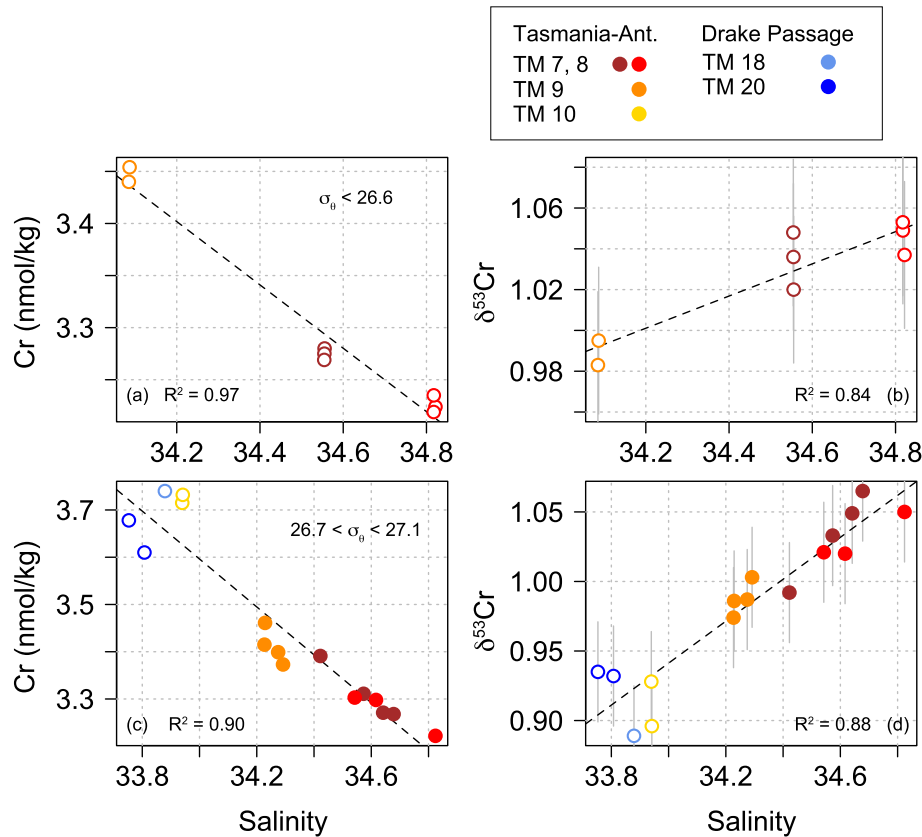 Tasmania-Ant. Drake Passage
TM 7, 8 TM 18
TM 9 TM 20
TM 10
Cr (nmol/kg)
3.4
3.3
σθ < 26.6
(a) R² = 0.97
34.2 34.4 34.6 34.8
δ⁵³Cr
1.06
1.02
0.98
R² = 0.84 (b)
34.2 34.4 34.6 34.8
Cr (nmol/kg)
3.7
3.5
3.3
26.7 < σθ < 27.1
(c) R² = 0.90
33.8 34.2 34.6
Salinity
δ⁵³Cr
1.05
1.00
0.95
0.90
R² = 0.88 (d)
33.8 34.2 34.6
Salinity